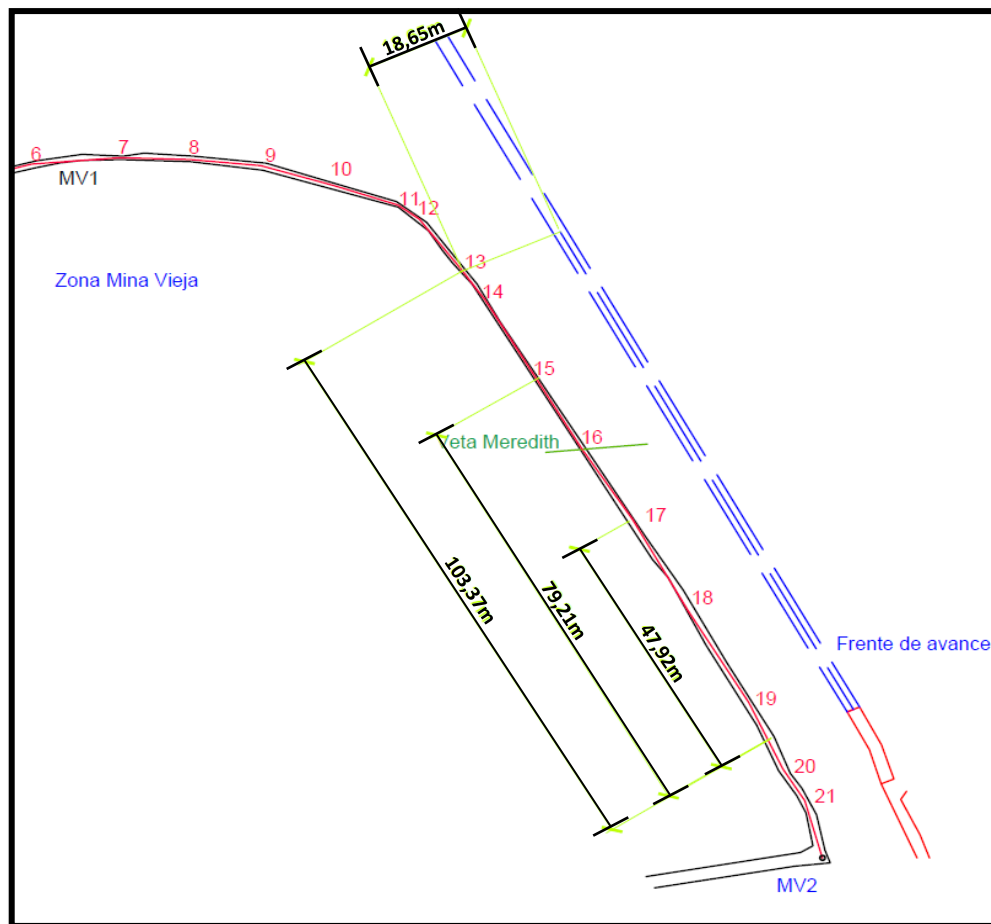 18,65m
6
7
8
9
10
MV1
11
12
13
14
Zona Mina Vieja
15
16
Veta Meredith
17
18
103,37m
79,21m
47,92m
Frente de avance
19
20
21
MV2